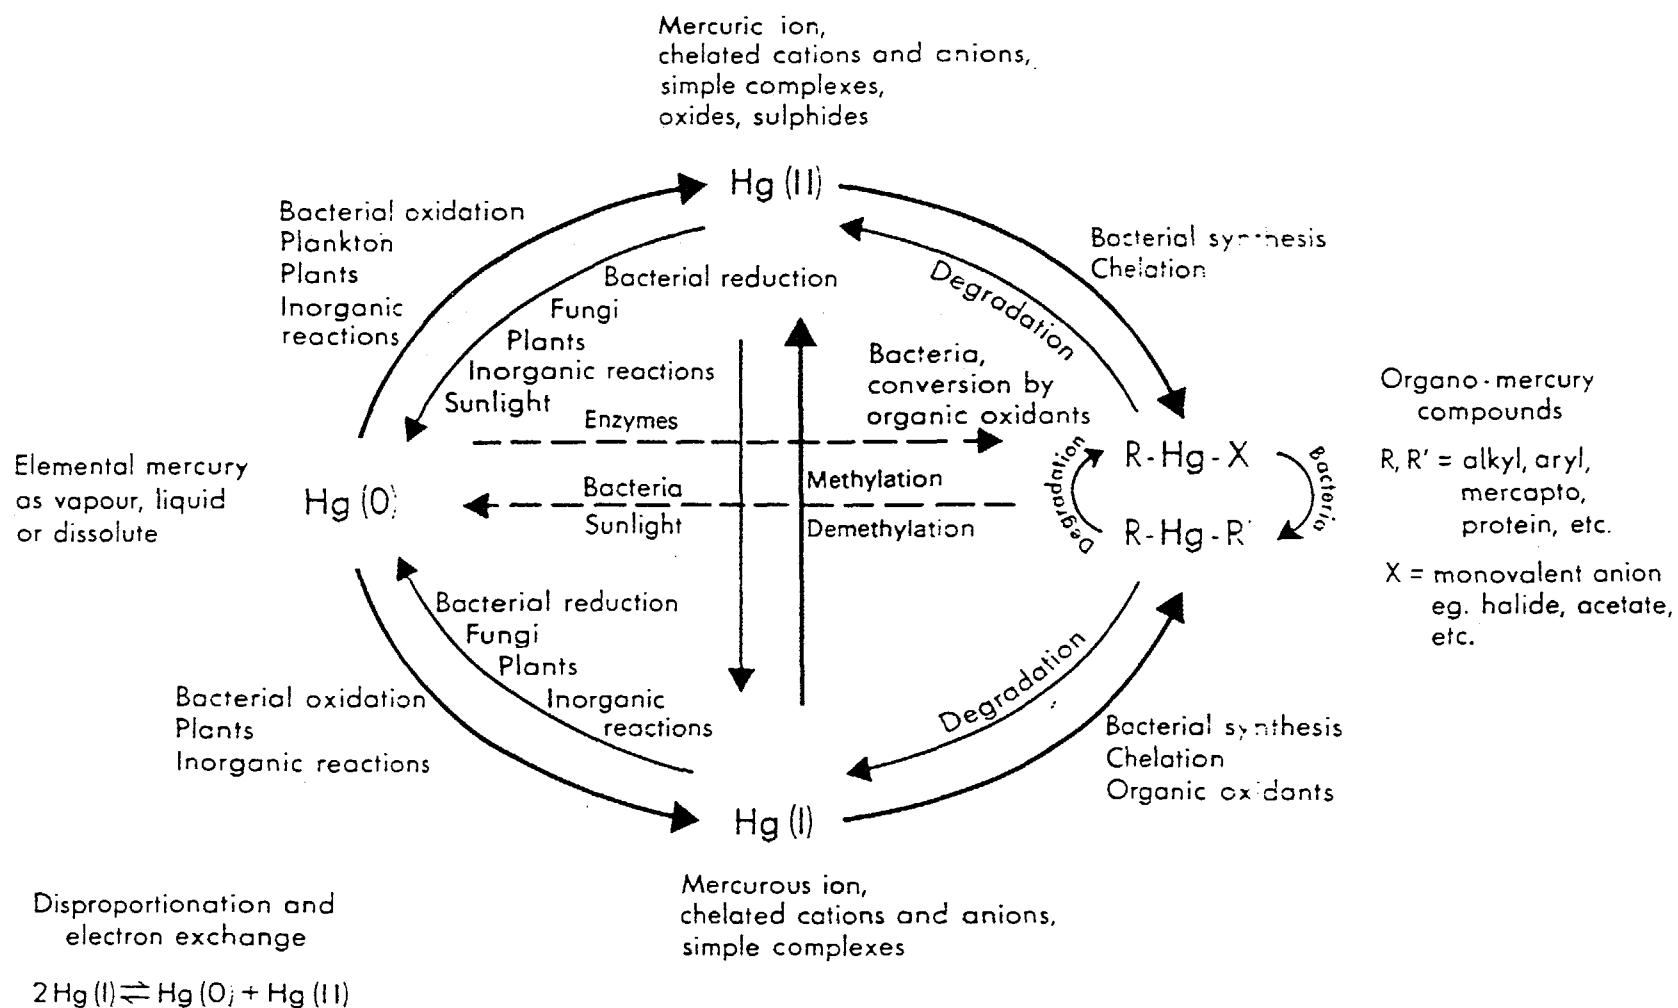 Mercuric ion,
chelated cations and anions,
simple complexes,
oxides, sulphides
Hg (II)
Bacterial oxidation
Plankton
Plants
Inorganic
reactions
Bacterial reduction
Fungi
Plants
Inorganic reactions
Sunlight
Degradation
Bacterial synthesis
Chelation
Bacteria,
conversion by
organic oxidants
Enzymes
Methylation
Bacteria
Sunlight
Demethylation
Elemental mercury
as vapour, liquid
or dissolute
Hg (0)
Degradation
R-Hg-X
R-Hg-R'
Bacteria
Organo-mercury
compounds
R, R' = alkyl, aryl,
mercapto,
protein, etc.
X = monovalent anion
eg. halide, acetate,
etc.
Bacterial reduction
Fungi
Plants
Inorganic
reactions
Bacterial oxidation
Plants
Inorganic reactions
Degradation
Bacterial synthesis
Chelation
Organic oxidants
Hg (I)
Mercurous ion,
chelated cations and anions,
simple complexes
Disproportionation and
electron exchange
2Hg (I) ⇌ Hg (0) + Hg (II)